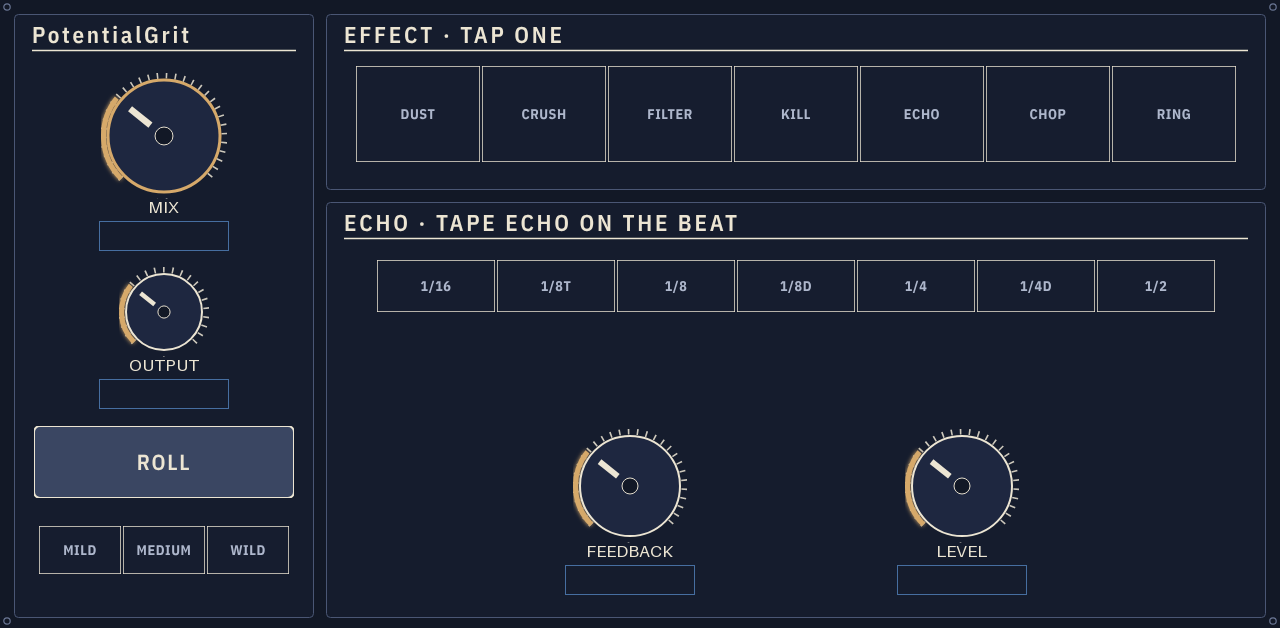 PotentialGrit
MIX
OUTPUT
ROLL
MILD MEDIUM WILD
EFFECT · TAP ONE
DUST CRUSH FILTER KILL ECHO CHOP RING
ECHO · TAPE ECHO ON THE BEAT
1/16 1/8T 1/8 1/8D 1/4 1/4D 1/2
FEEDBACK LEVEL